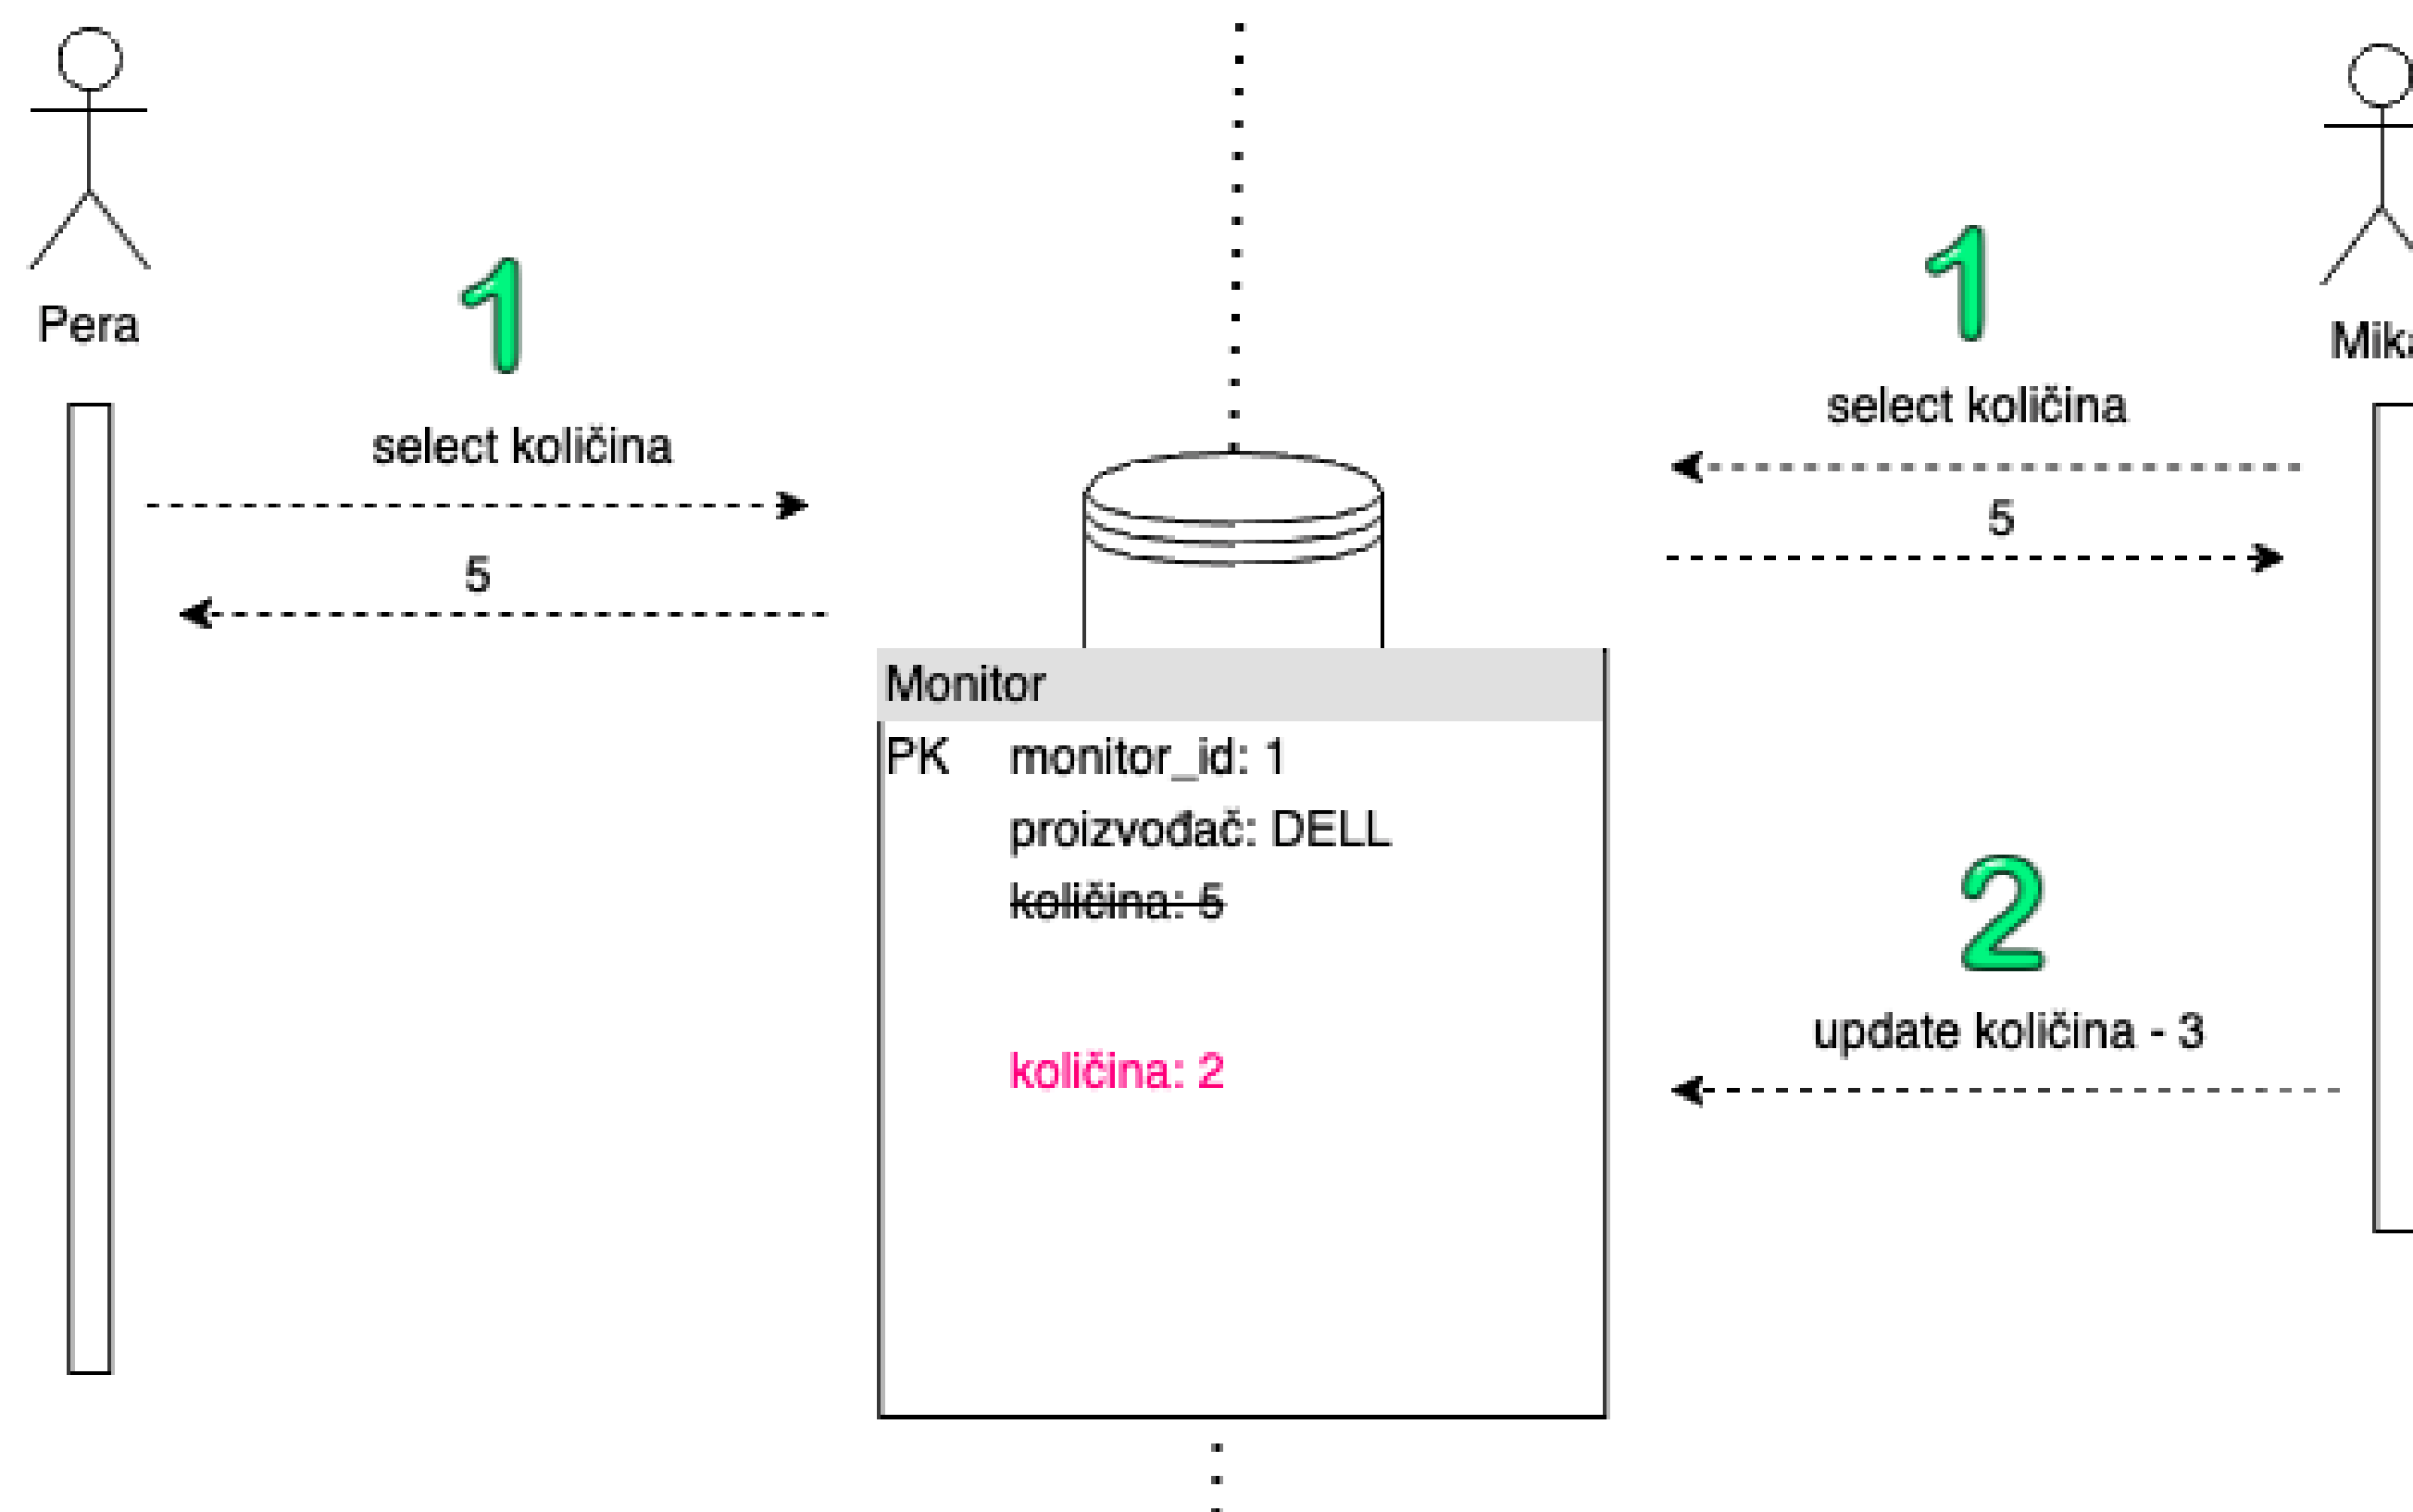 Pera
1
select količina
5
1
Mika
select količina
5
Monitor
PK monitor_id: 1
proizvođač: DELL
količina: 5
količina: 2
2
update količina - 3